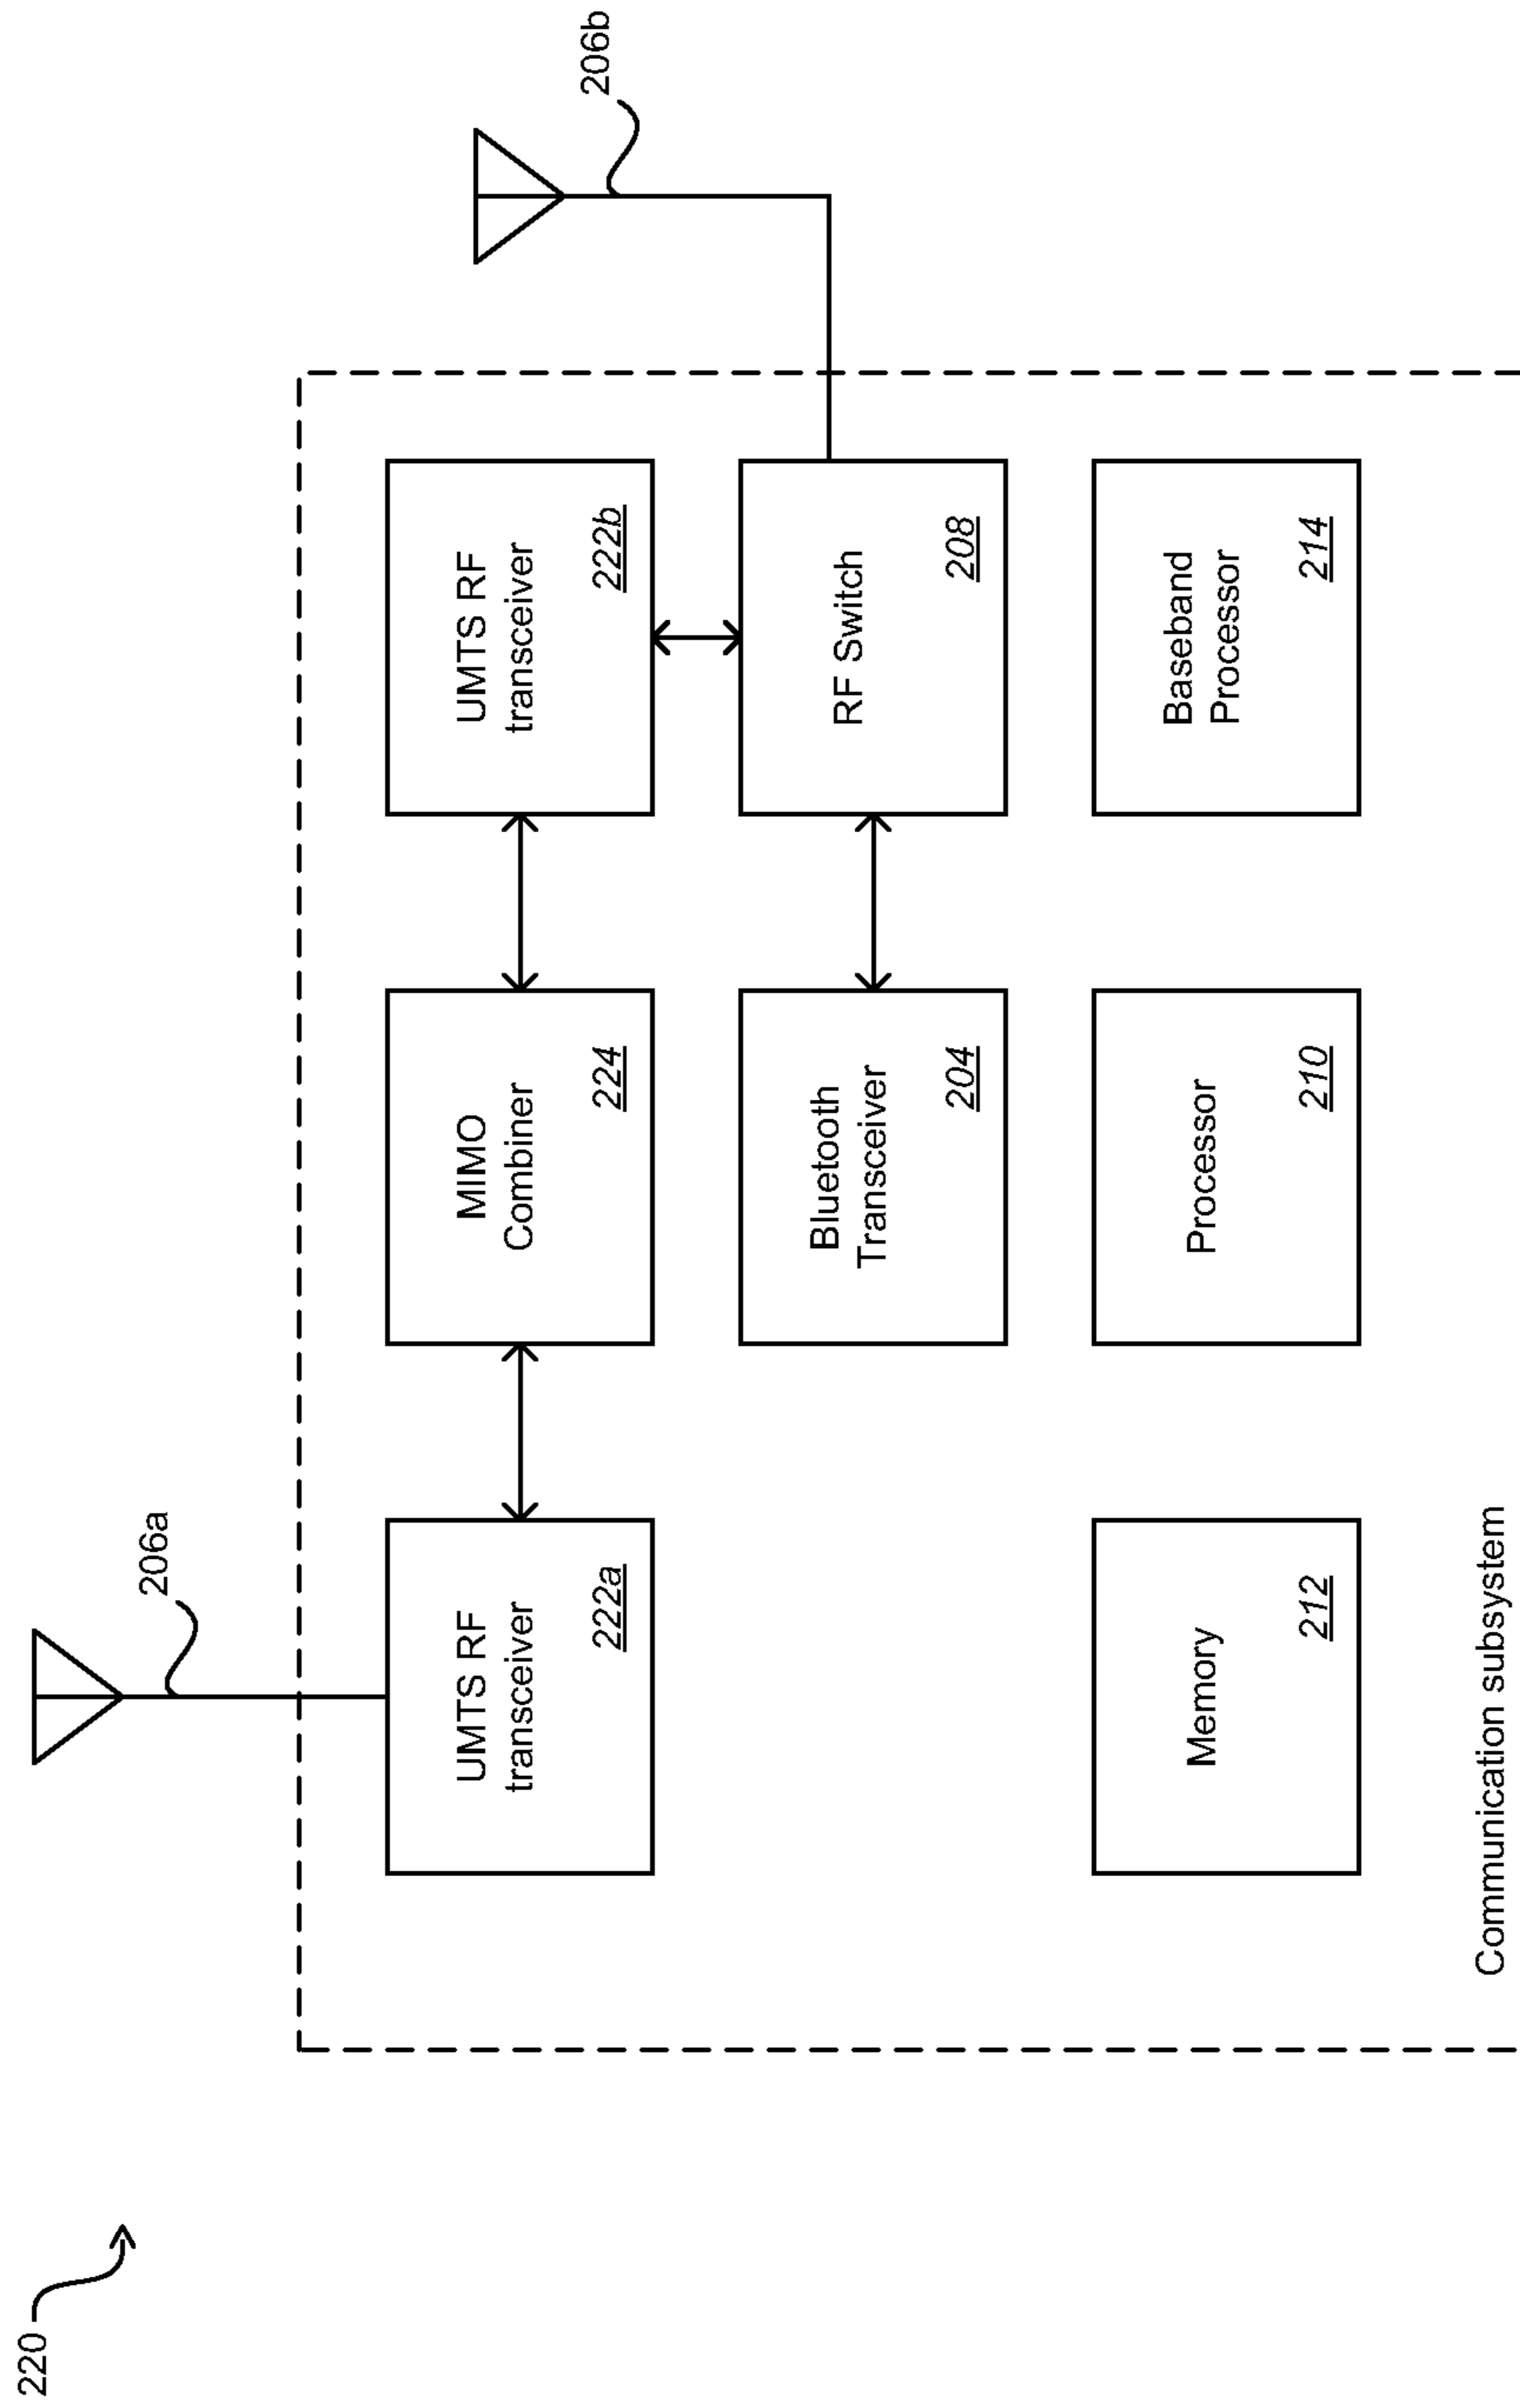 220
206a
206b
UMTS RF
transceiver
222a
MIMO
Combiner
224
UMTS RF
transceiver
222b
Bluetooth
Transceiver
204
RF Switch
208
Memory
212
Processor
210
Baseband
Processor
214
Communication subsystem